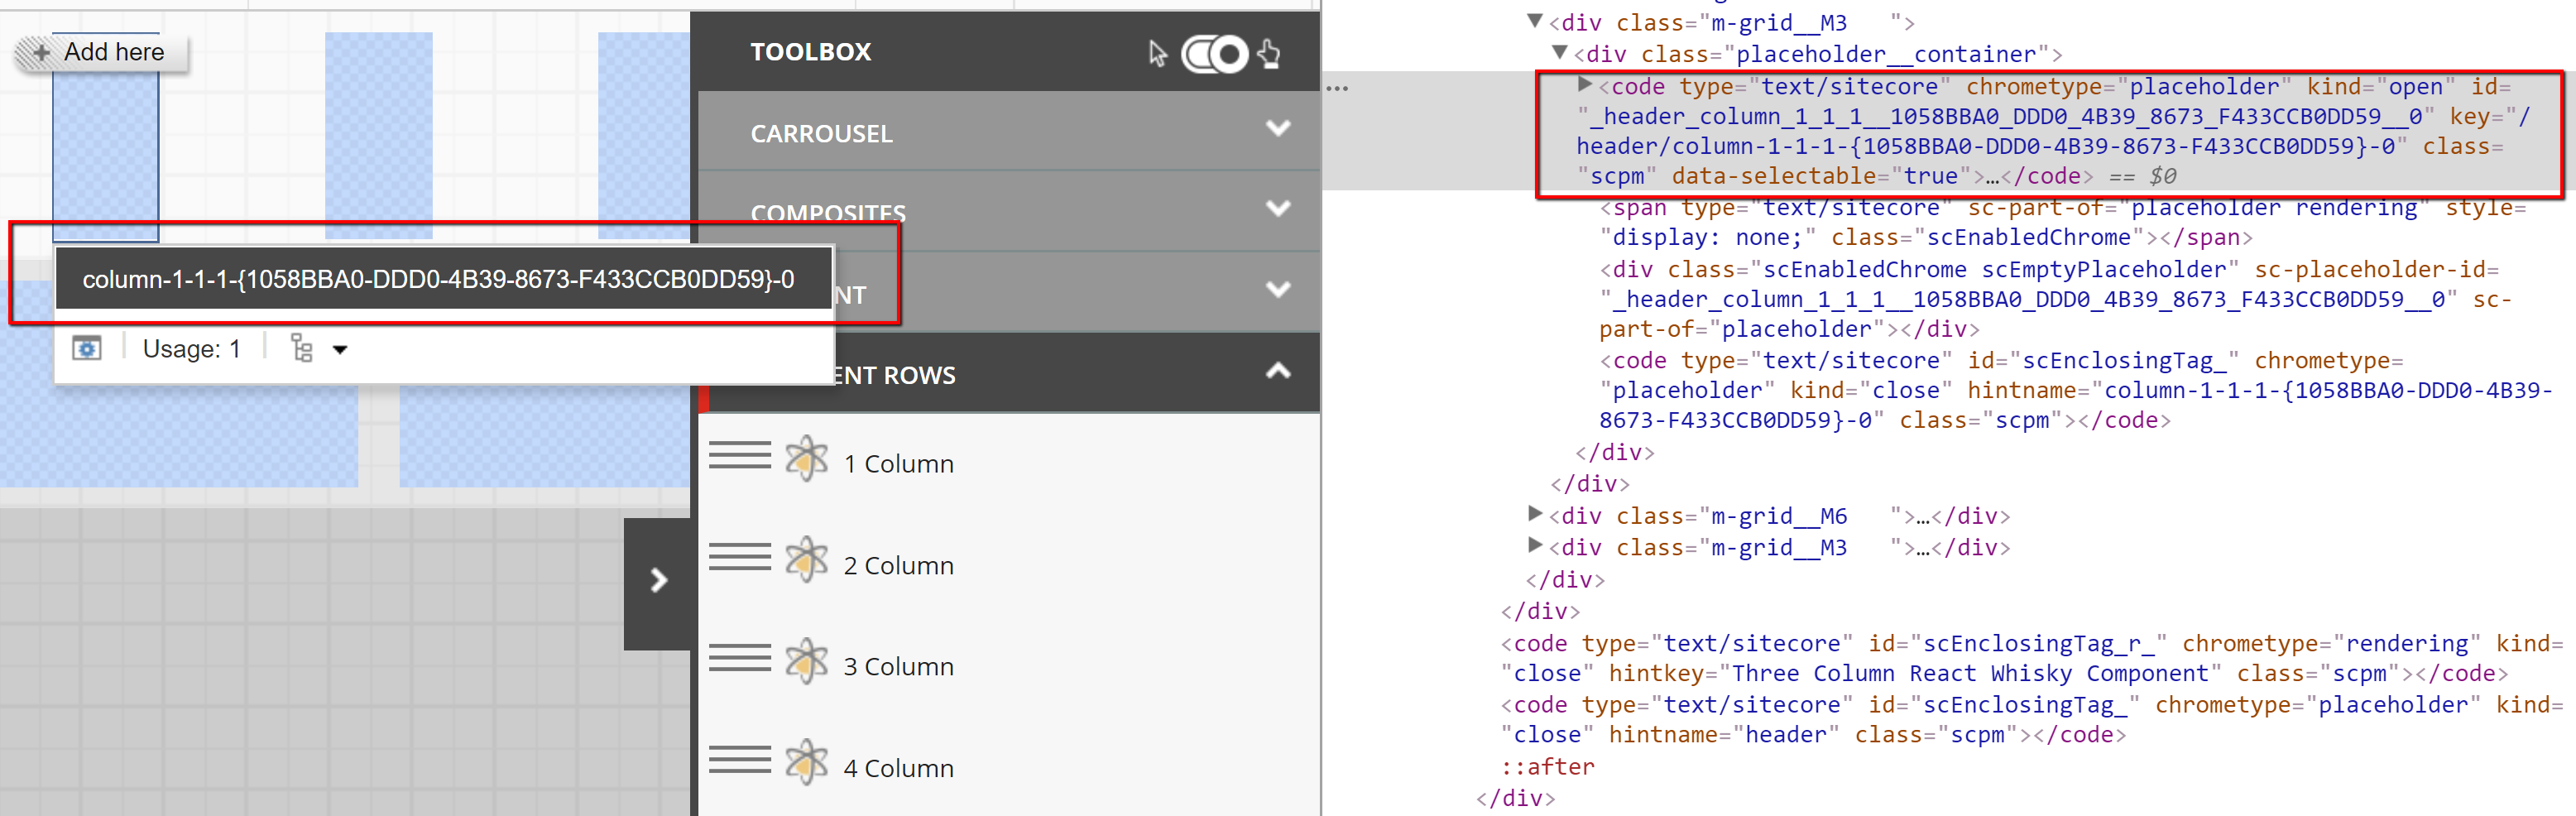 Add here
column-1-1-1-{1058BBA0-DDD0-4B39-8673-F433CCB0DD59}-0
Usage: 1
TOOLBOX
CARROUSEL
COMPOSITES
NT
ENT ROWS
1 Column
2 Column
3 Column
4 Column
<div class="m-grid__M3   ">
<div class="placeholder__container">
<code type="text/sitecore" chrometype="placeholder" kind="open" id=
"_header_column_1_1_1__1058BBA0_DDD0_4B39_8673_F433CCB0DD59__0" key="/
header/column-1-1-1-{1058BBA0-DDD0-4B39-8673-F433CCB0DD59}-0" class=
"scpm" data-selectable="true">…</code> == $0
<span type="text/sitecore" sc-part-of="placeholder rendering" style=
"display: none;" class="scEnabledChrome"></span>
<div class="scEnabledChrome scEmptyPlaceholder" sc-placeholder-id=
"_header_column_1_1_1__1058BBA0_DDD0_4B39_8673_F433CCB0DD59__0" sc-
part-of="placeholder"></div>
<code type="text/sitecore" id="scEnclosingTag_" chrometype=
"placeholder" kind="close" hintname="column-1-1-1-{1058BBA0-DDD0-4B39-
8673-F433CCB0DD59}-0" class="scpm"></code>
</div>
</div>
<div class="m-grid__M6   ">…</div>
<div class="m-grid__M3   ">…</div>
</div>
</div>
<code type="text/sitecore" id="scEnclosingTag_r_" chrometype="rendering" kind=
"close" hintkey="Three Column React Whisky Component" class="scpm"></code>
<code type="text/sitecore" id="scEnclosingTag_" chrometype="placeholder" kind=
"close" hintname="header" class="scpm"></code>
::after
</div>